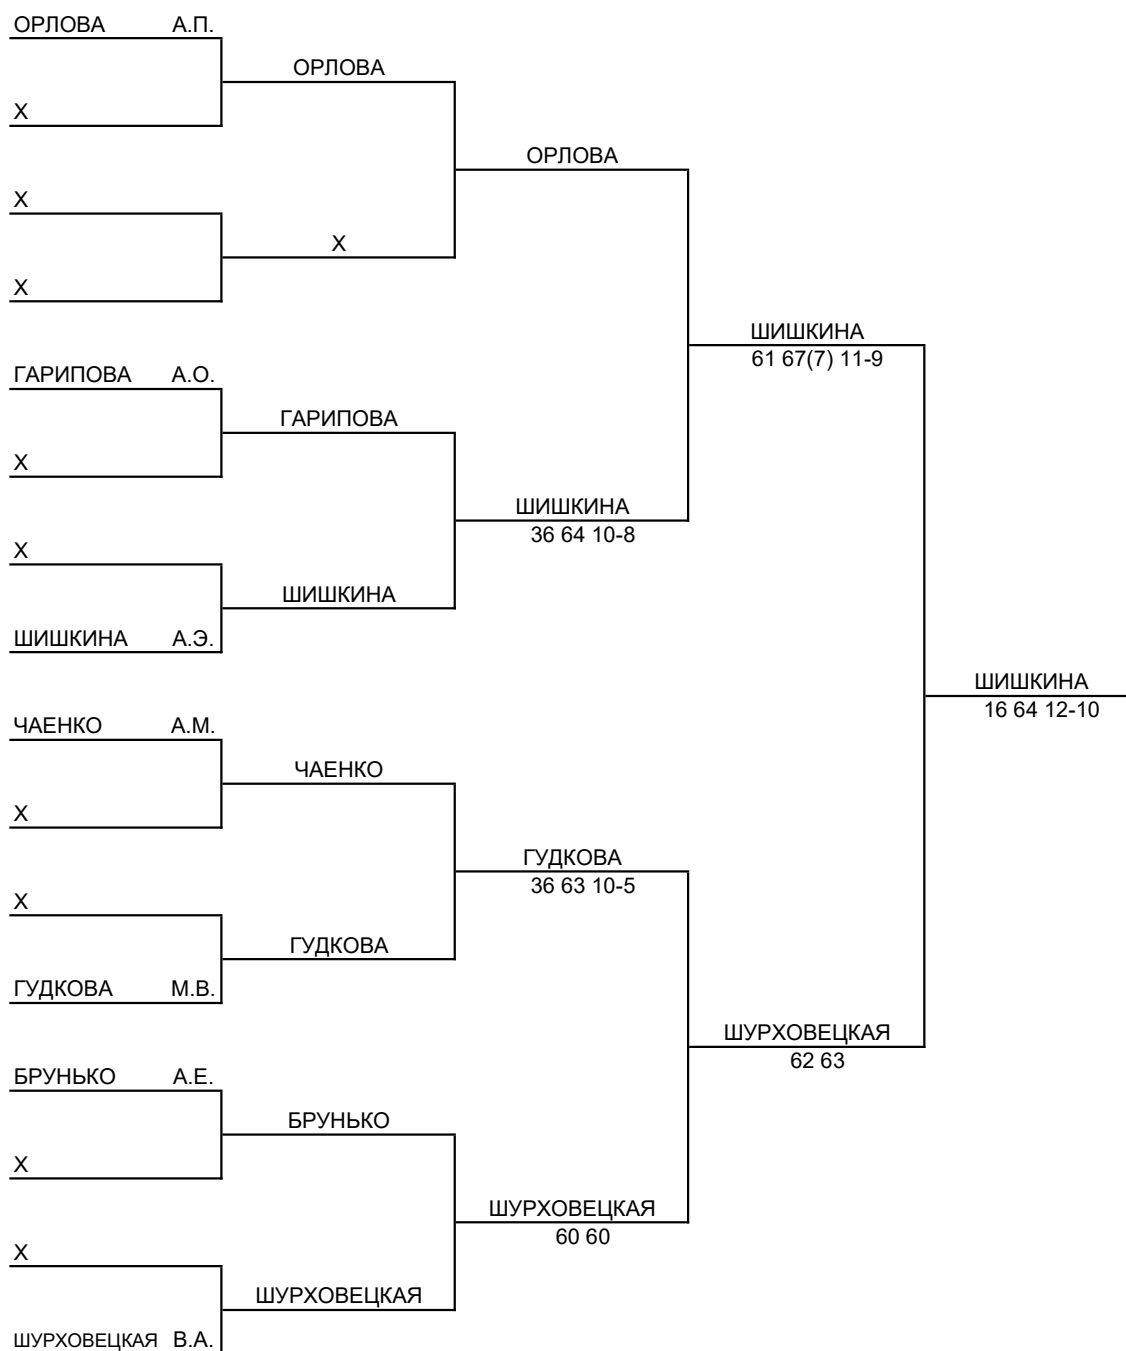 ОРЛОВА А.П.
ОРЛОВА
X
ОРЛОВА
X
X
X
ШИШКИНА
61 67(7) 11-9
ГАРИПОВА А.О.
ГАРИПОВА
X
ШИШКИНА
36 64 10-8
X
ШИШКИНА
ШИШКИНА А.Э.
ШИШКИНА
16 64 12-10
ЧАЕНКО А.М.
ЧАЕНКО
X
ГУДКОВА
36 63 10-5
X
ГУДКОВА
ГУДКОВА М.В.
ШУРХОВЕЦКАЯ
62 63
БРУНЬКО А.Е.
БРУНЬКО
X
ШУРХОВЕЦКАЯ
60 60
X
ШУРХОВЕЦКАЯ
ШУРХОВЕЦКАЯ В.А.